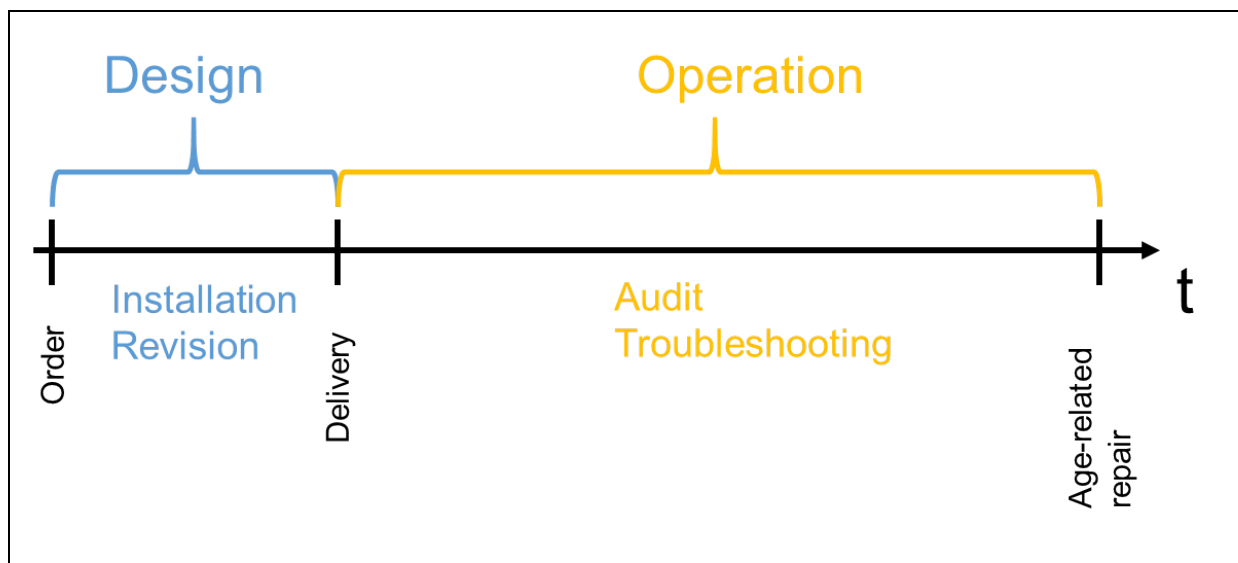 Design
Operation
t
Installation
Revision
Audit
Troubleshooting
Order
Delivery
Age-related
repair